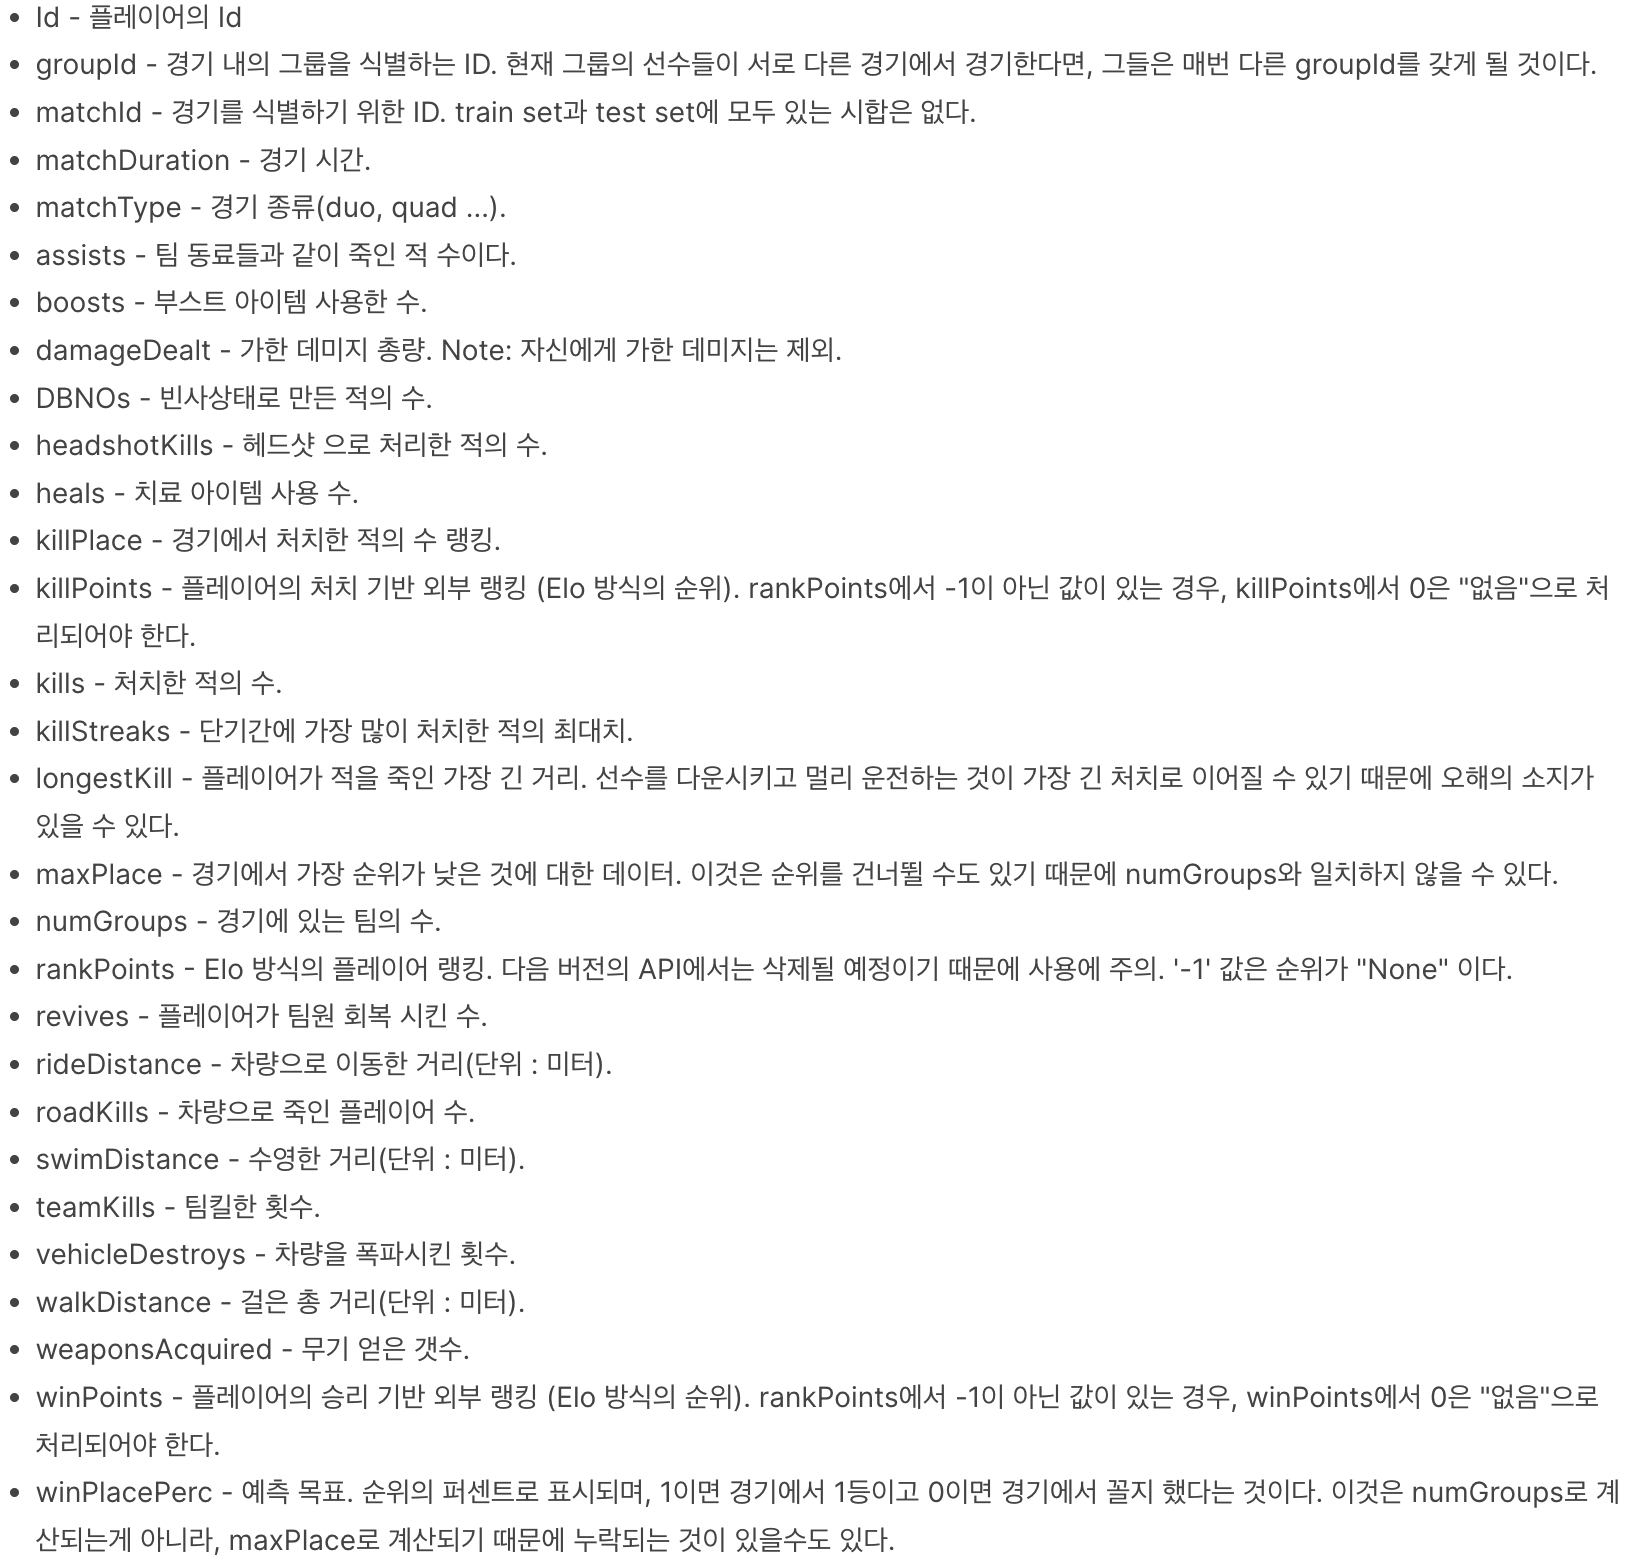 • Id - 플레이어의 Id
• groupId - 경기 내의 그룹을 식별하는 ID. 현재 그룹의 선수들이 서로 다른 경기에서 경기한다면, 그들은 매번 다른 groupId를 갖게 될 것이다.
• matchId - 경기를 식별하기 위한 ID. train set과 test set에 모두 있는 시합은 없다.
• matchDuration - 경기 시간.
• matchType - 경기 종류(duo, quad ...).
• assists - 팀 동료들과 같이 죽인 적 수이다.
• boosts - 부스트 아이템 사용한 수.
• damageDealt - 가한 데미지 총량. Note: 자신에게 가한 데미지는 제외.
• DBNOs - 빈사상태로 만든 적의 수.
• headshotKills - 헤드샷 으로 처리한 적의 수.
• heals - 치료 아이템 사용 수.
• killPlace - 경기에서 처치한 적의 수 랭킹.
• killPoints - 플레이어의 처치 기반 외부 랭킹 (Elo 방식의 순위). rankPoints에서 -1이 아닌 값이 있는 경우, killPoints에서 0은 "없음"으로 처
리되어야 한다.
• kills - 처치한 적의 수.
• killStreaks - 단기간에 가장 많이 처치한 적의 최대치.
• longestKill - 플레이어가 적을 죽인 가장 긴 거리. 선수를 다운시키고 멀리 운전하는 것이 가장 긴 처치로 이어질 수 있기 때문에 오해의 소지가
있을 수 있다.
• maxPlace - 경기에서 가장 순위가 낮은 것에 대한 데이터. 이것은 순위를 건너뛸 수도 있기 때문에 numGroups와 일치하지 않을 수 있다.
• numGroups - 경기에 있는 팀의 수.
• rankPoints - Elo 방식의 플레이어 랭킹. 다음 버전의 API에서는 삭제될 예정이기 때문에 사용에 주의. '-1' 값은 순위가 "None" 이다.
• revives - 플레이어가 팀원 회복 시킨 수.
• rideDistance - 차량으로 이동한 거리(단위 : 미터).
• roadKills - 차량으로 죽인 플레이어 수.
• swimDistance - 수영한 거리(단위 : 미터).
• teamKills - 팀킬한 횟수.
• vehicleDestroys - 차량을 폭파시킨 횟수.
• walkDistance - 걸은 총 거리(단위 : 미터).
• weaponsAcquired - 무기 얻은 갯수.
• winPoints - 플레이어의 승리 기반 외부 랭킹 (Elo 방식의 순위). rankPoints에서 -1이 아닌 값이 있는 경우, winPoints에서 0은 "없음"으로
처리되어야 한다.
• winPlacePerc - 예측 목표. 순위의 퍼센트로 표시되며, 1이면 경기에서 1등이고 0이면 경기에서 꼴지 했다는 것이다. 이것은 numGroups로 계
산되는게 아니라, maxPlace로 계산되기 때문에 누락되는 것이 있을수도 있다.